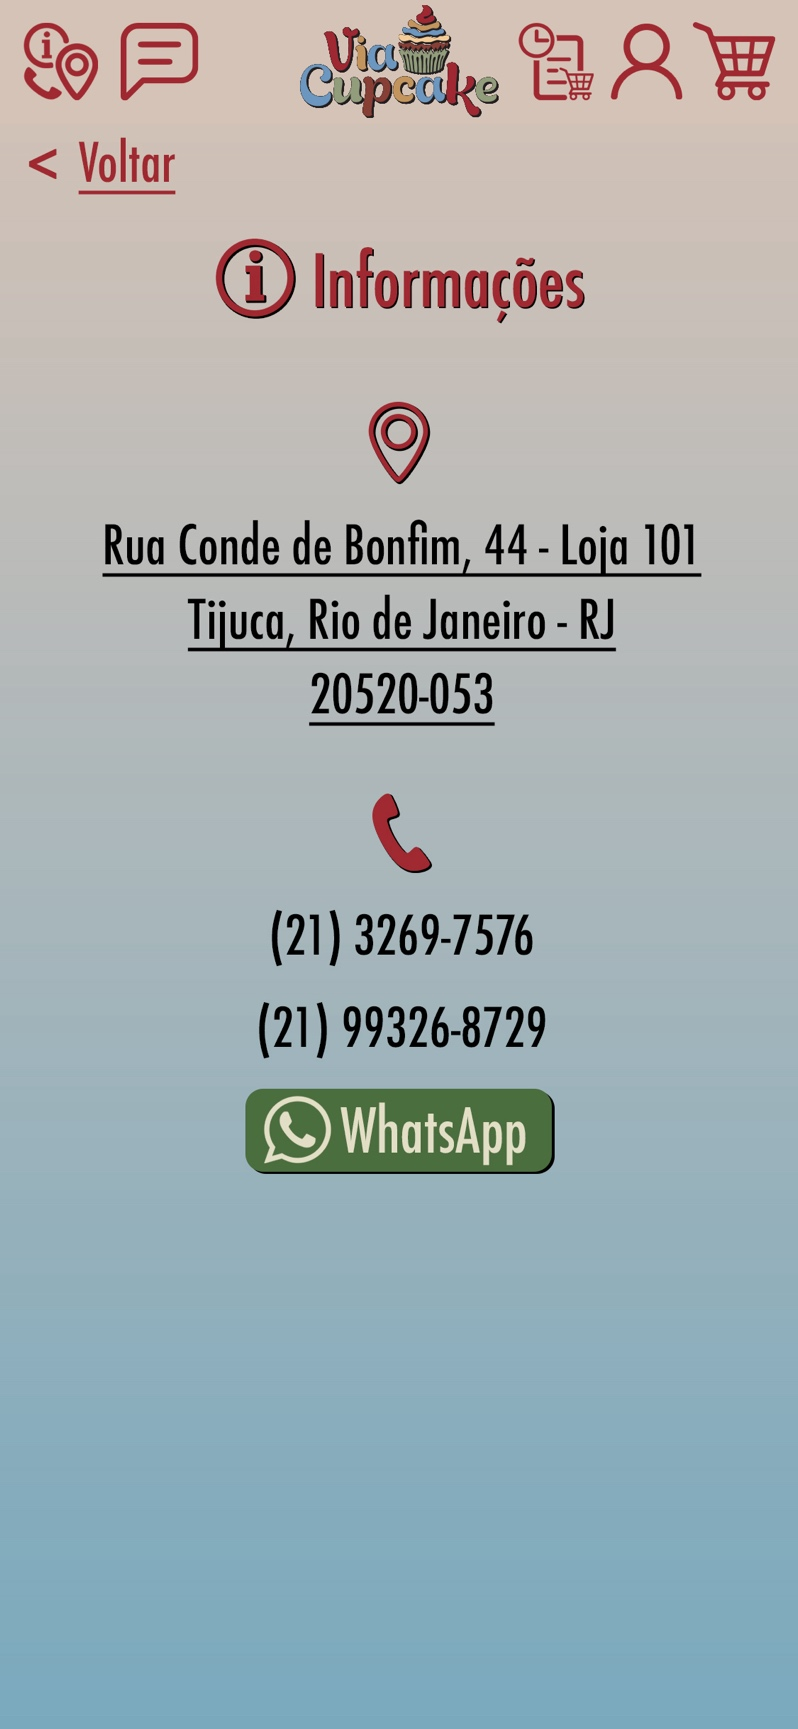 Via
Cupcake
< Voltar
i Informações
Rua Conde de Bonfim, 44 - Loja 101
Tijuca, Rio de Janeiro - RJ
20520-053
(21) 3269-7576
(21) 99326-8729
WhatsApp